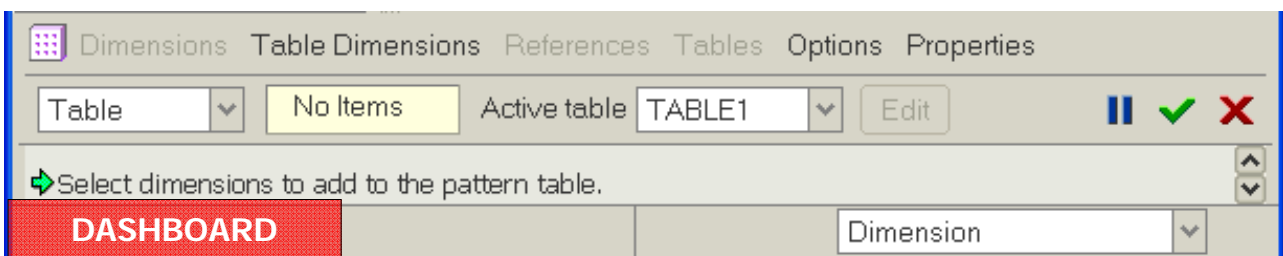 Dimensions Table Dimensions References Tables Options Properties
Table No Items Active table TABLE1 Edit
Select dimensions to add to the pattern table.
DASHBOARD Dimension